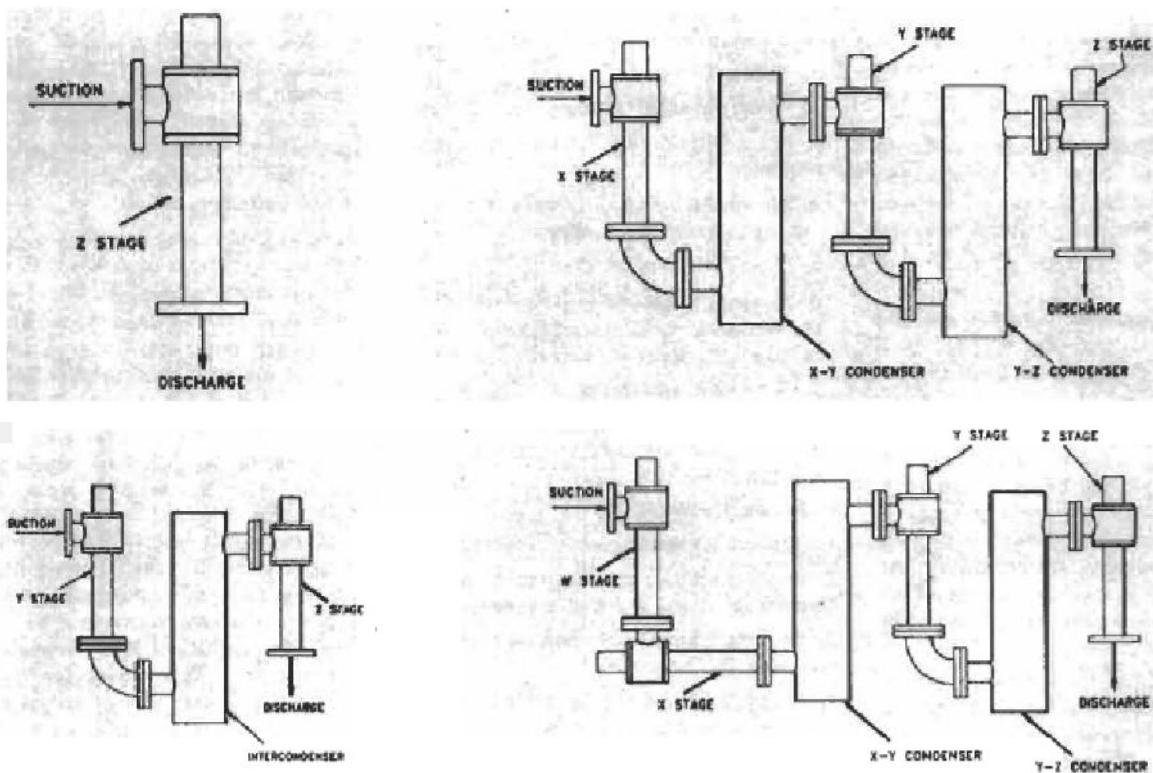 SUCTION
Z STAGE
DISCHARGE
Y STAGE
Z STAGE
SUCTION
X STAGE
DISCHARGE
X-Y CONDENSER
Y-Z CONDENSER
SUCTION
Y STAGE
Z STAGE
DISCHARGE
INTERCONDENSER
Y STAGE
Z STAGE
SUCTION
W STAGE
X STAGE
DISCHARGE
X-Y CONDENSER
Y-Z CONDENSER